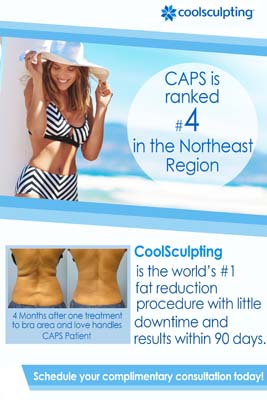 coolsculpting
CAPS is
ranked
#4
in the Northeast
Region
CoolSculpting
is the world's #1
fat reduction
procedure with little
downtime and
results within 90 days.
4 Months after one treatment
to bra area and love handles
CAPS Patient
Schedule your complimentary consultation today!